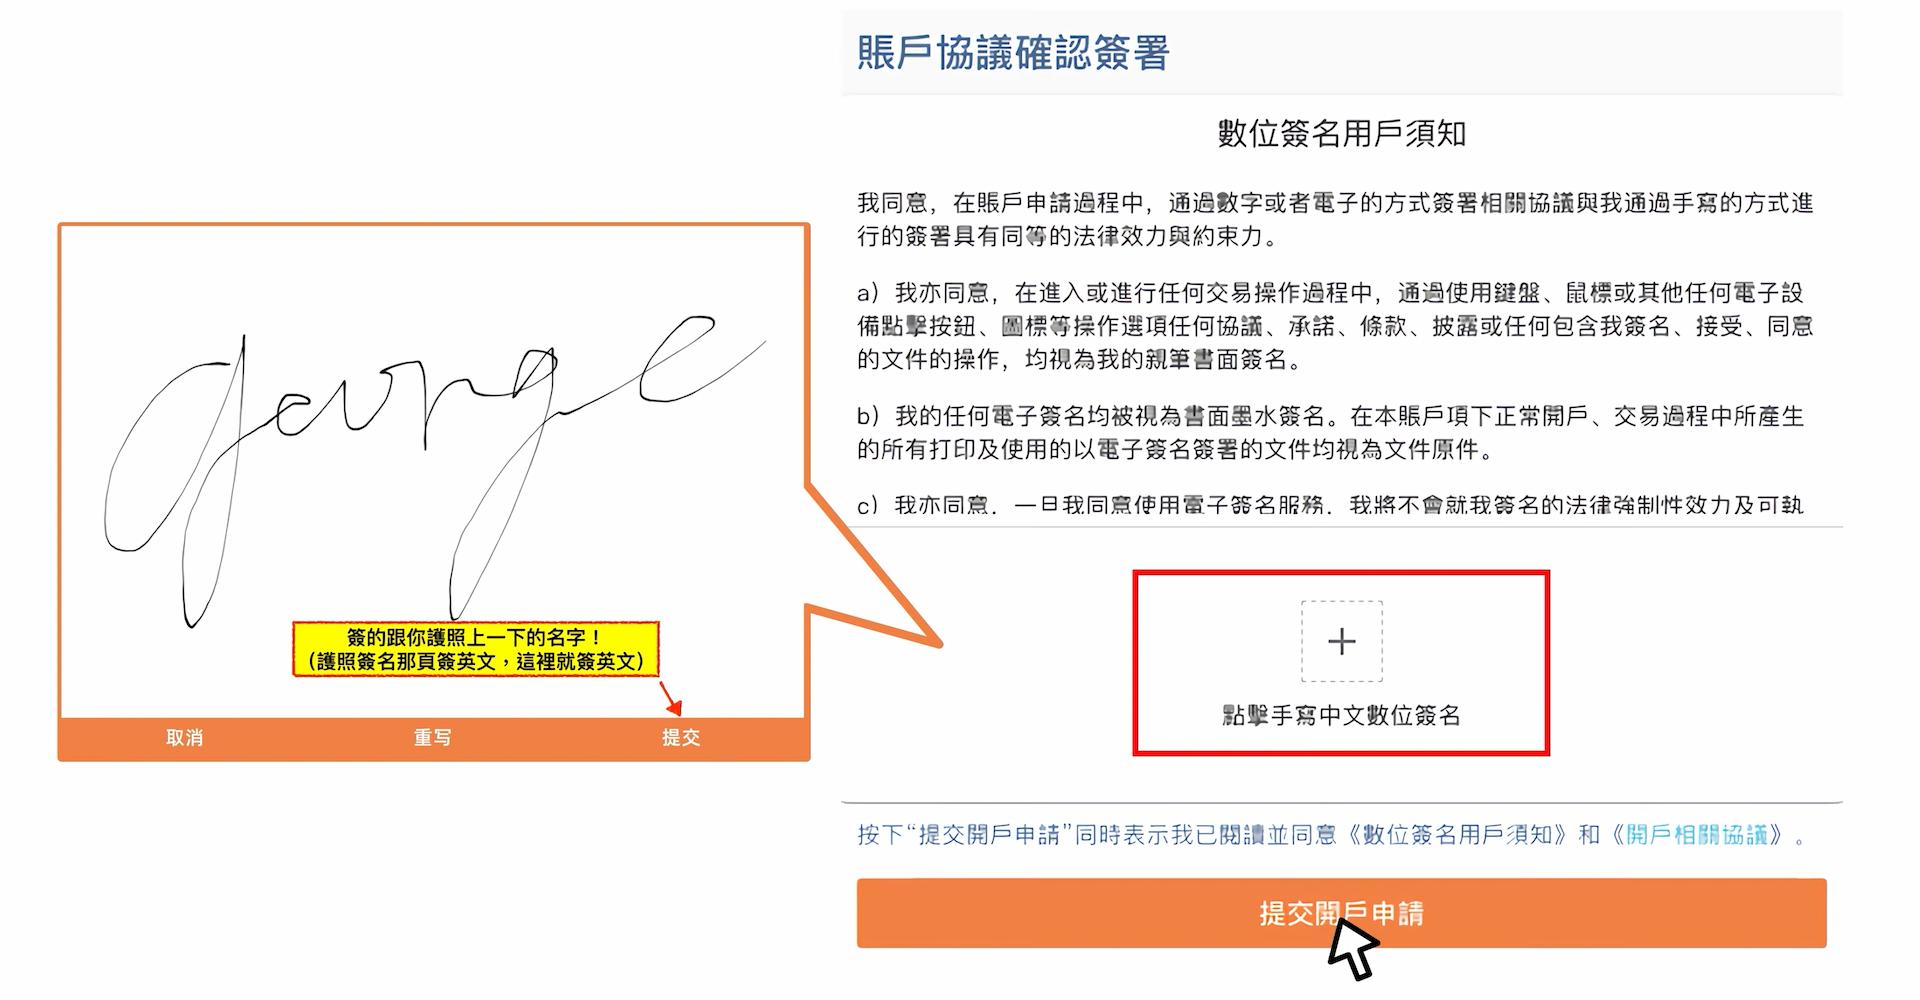 george
簽的跟你護照上一下的名字！
（護照簽名那頁簽英文，這裡就簽英文）
取消
重写
提交
賬戶協議確認簽署
數位簽名用戶須知
我同意，在賬戶申請過程中，通過數字或者電子的方式簽署相關協議與我通過手寫的方式進
行的簽署具有同等的法律效力與約束力。
a）我亦同意，在進入或進行任何交易操作過程中，通過使用鍵盤、鼠標或其他任何電子設
備點擊按鈕、圖標等操作選項任何協議、承諾、條款、披露或任何包含我簽名、接受、同意
的文件的操作，均視為我的親筆書面簽名。
b）我的任何電子簽名均被視為書面墨水簽名。在本賬戶項下正常開戶、交易過程中所產生
的所有打印及使用的以電子簽名簽署的文件均視為文件原件。
c）我亦同意，一旦我同意使用電子簽名服務，我將不會就我簽名的法律強制性效力及可執
+
點擊手寫中文數位簽名
按下“提交開戶申請”同時表示我已閱讀並同意《數位簽名用戶須知》和《開戶相關協議》。
提交開戶申請